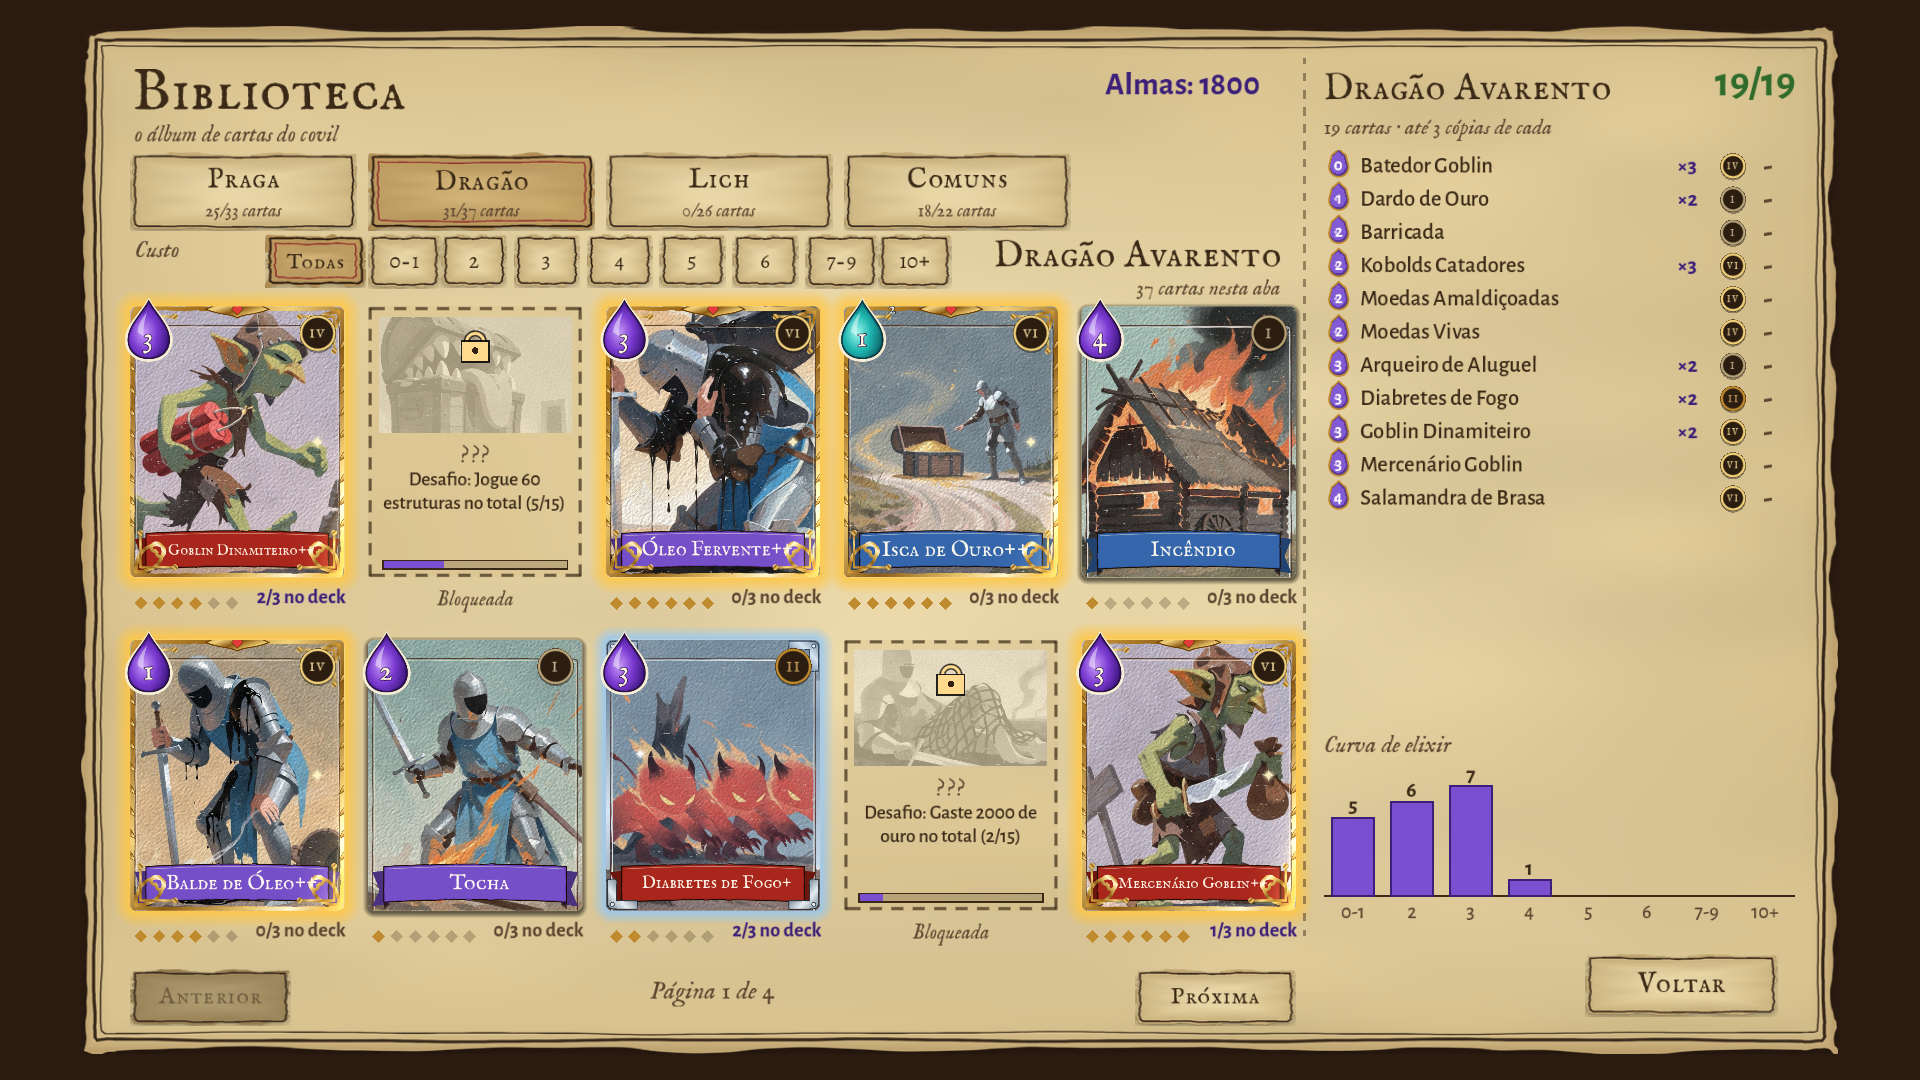 Biblioteca
o álbum de cartas do covil
Almas: 1800
Praga
25/33 cartas
Dragão
31/37 cartas
Lich
0/26 cartas
Comuns
18/22 cartas
Custo
Todas
0-1
2
3
4
5
6
7-9
10+
Dragão Avarento
37 cartas nesta aba
3
IV
Goblin Dinamiteiro++
2/3 no deck
???
Desafio: Jogue 60
estruturas no total (5/15)
Bloqueada
3
VI
Óleo Fervente++
0/3 no deck
1
2
VI
Isca de Ouro++
0/3 no deck
4
I
Incêndio
0/3 no deck
1
IV
Balde de Óleo++
0/3 no deck
2
I
Tocha
0/3 no deck
3
II
Diabretes de Fogo+
2/3 no deck
???
Desafio: Gaste 2000 de
ouro no total (2/15)
Bloqueada
3
VI
Mercenário Goblin+
1/3 no deck
Anterior
Página 1 de 4
Próxima
Dragão Avarento
19/19
19 cartas · até 3 cópias de cada
0 Batedor Goblin ×3 IV –
1 Dardo de Ouro ×2 I –
2 Barricada I –
2 Kobolds Catadores ×3 VI –
2 Moedas Amaldiçoadas IV –
2 Moedas Vivas IV –
3 Arqueiro de Aluguel ×2 I –
3 Diabretes de Fogo ×2 II –
3 Goblin Dinamiteiro ×2 IV –
3 Mercenário Goblin VI –
4 Salamandra de Brasa VI –
Curva de elixir
5 6 7 1
0-1 2 3 4 5 6 7-9 10+
Voltar